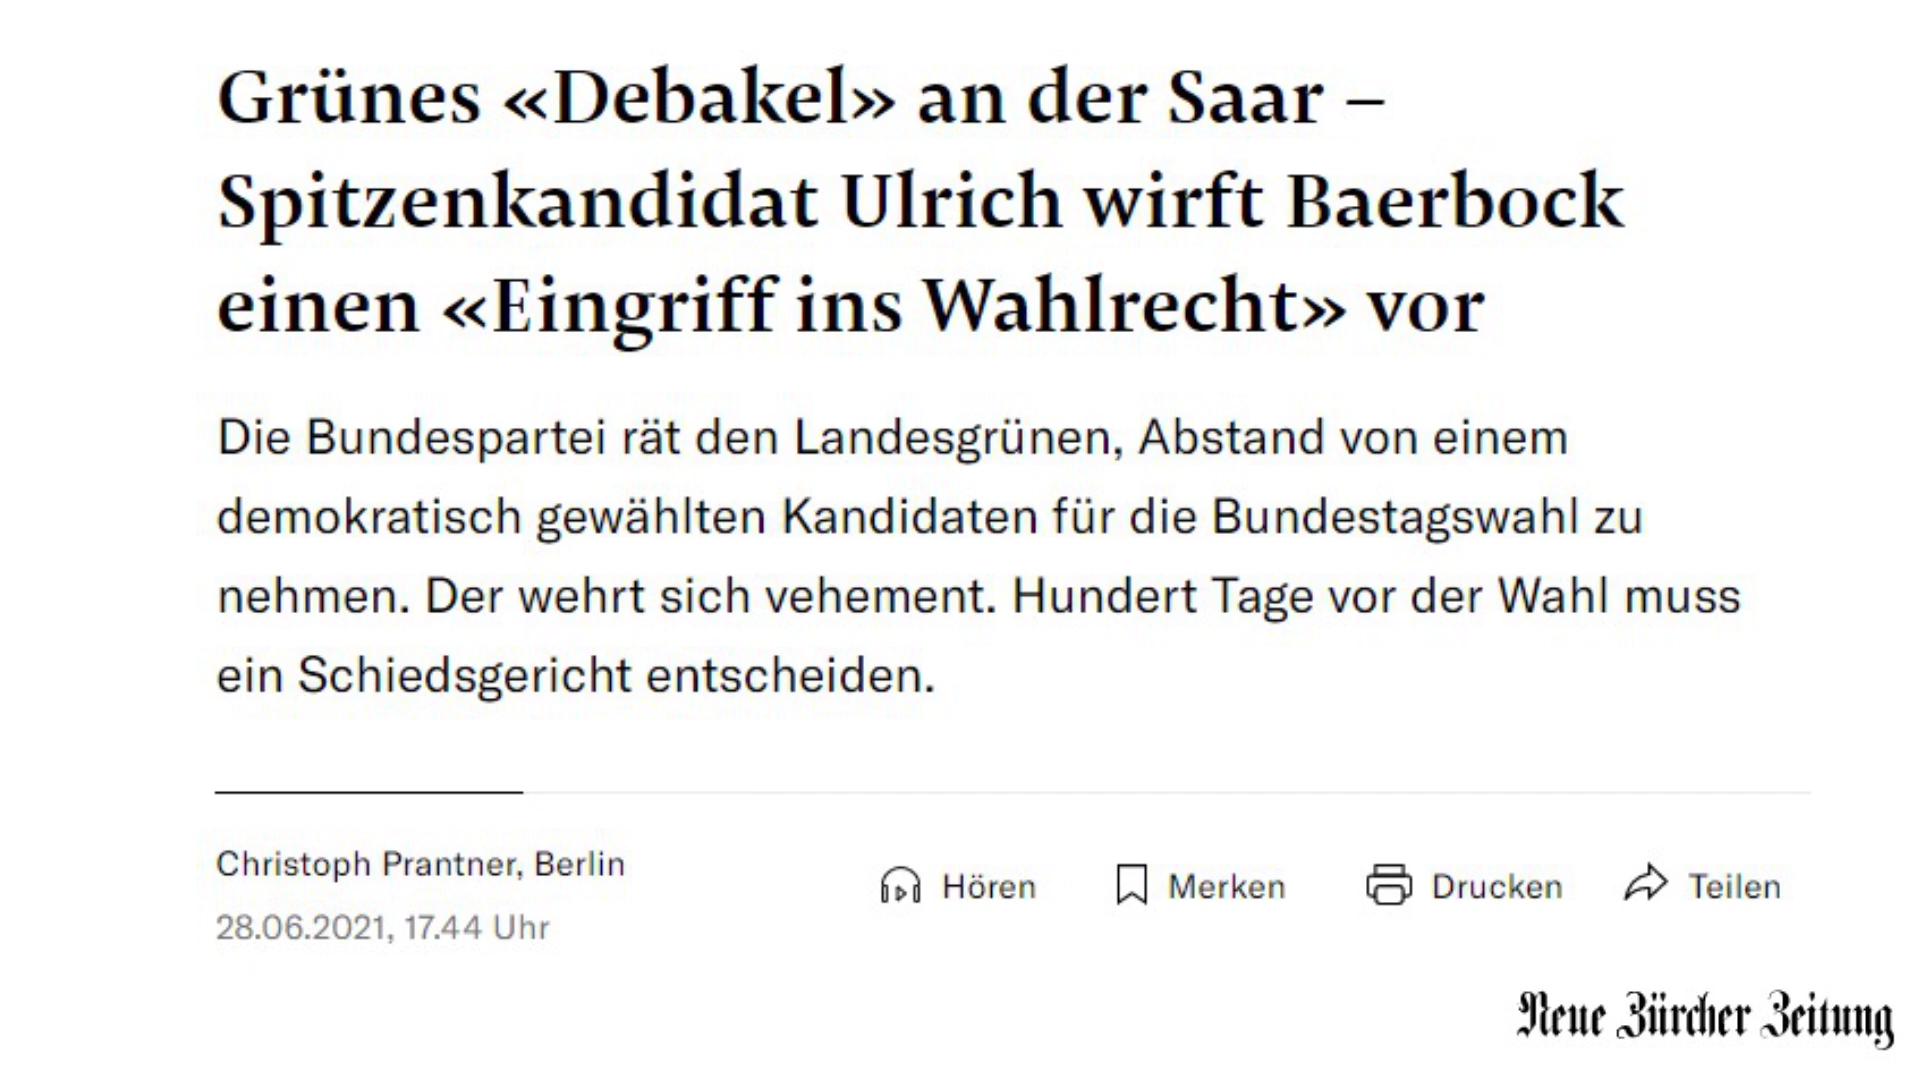 Grünes «Debakel» an der Saar –
Spitzenkandidat Ulrich wirft Baerbock
einen «Eingriff ins Wahlrecht» vor
Die Bundespartei rät den Landesgrünen, Abstand von einem
demokratisch gewählten Kandidaten für die Bundestagswahl zu
nehmen. Der wehrt sich vehement. Hundert Tage vor der Wahl muss
ein Schiedsgericht entscheiden.
Christoph Prantner, Berlin
28.06.2021, 17.44 Uhr
Hören Merken Drucken Teilen
Neue Zürcher Zeitung